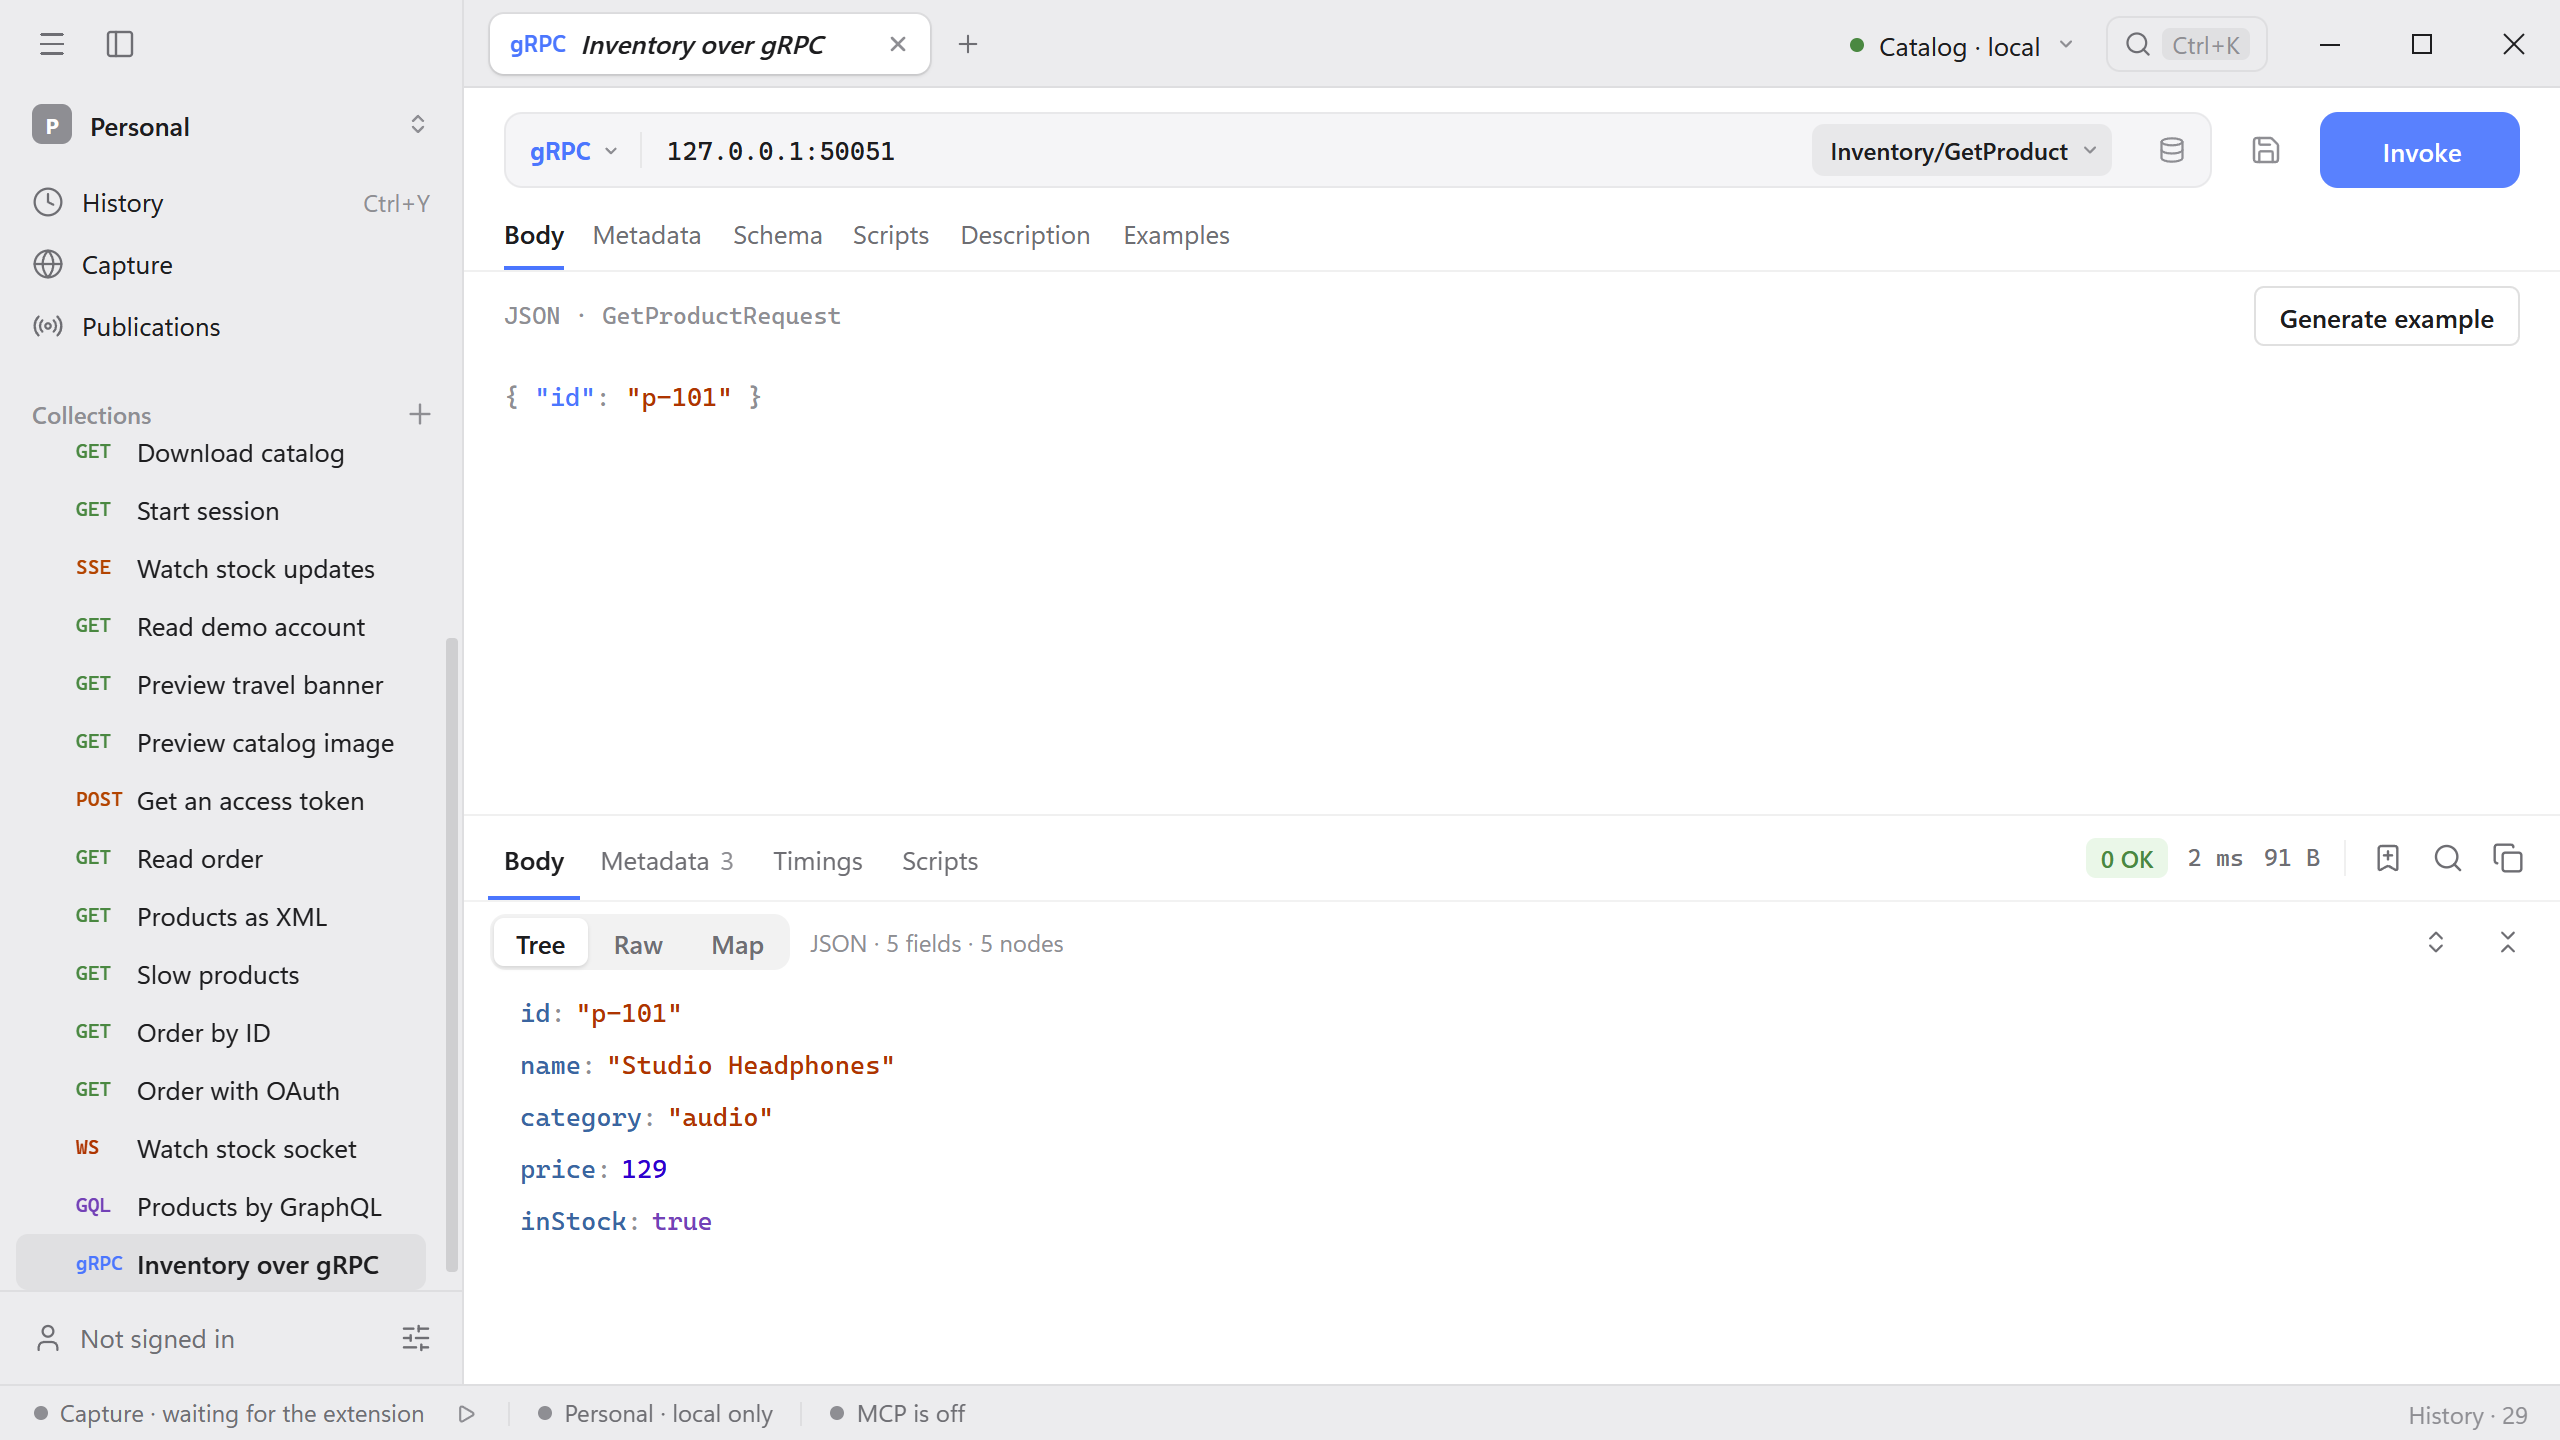 gRPC Inventory over gRPC
Catalog · local
Ctrl+K
P Personal
History Ctrl+Y
Capture
Publications
Collections
GET Download catalog
GET Start session
SSE Watch stock updates
GET Read demo account
GET Preview travel banner
GET Preview catalog image
POST Get an access token
GET Read order
GET Products as XML
GET Slow products
GET Order by ID
GET Order with OAuth
WS Watch stock socket
GQL Products by GraphQL
gRPC Inventory over gRPC
Not signed in
gRPC 127.0.0.1:50051 Inventory/GetProduct Invoke
Body Metadata Schema Scripts Description Examples
JSON · GetProductRequest Generate example
{ "id": "p-101" }
Body Metadata 3 Timings Scripts 0 OK 2 ms 91 B
Tree Raw Map JSON · 5 fields · 5 nodes
id: "p-101"
name: "Studio Headphones"
category: "audio"
price: 129
inStock: true
Capture · waiting for the extension Personal · local only MCP is off History · 29